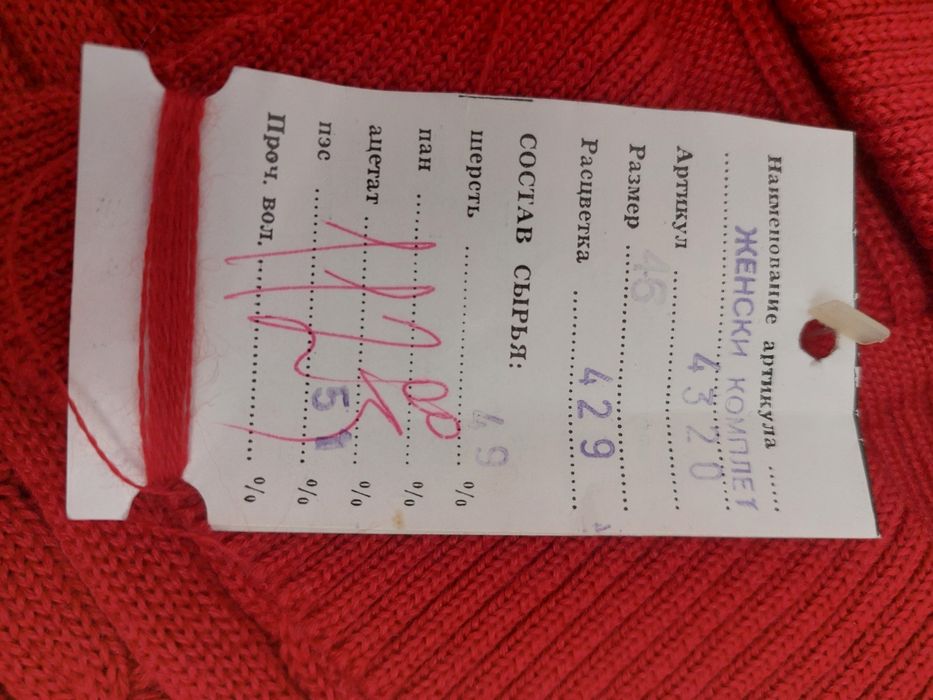 Наименование артикула ......
ЖЕНСКИ КОМПЛЕТ
Артикул 4320
Размер 46
Расцветка 429
СОСТАВ СЫРЬЯ:
шерсть 49 %
пан %
ацетат %
пэс 51 %
Проч. вол. %